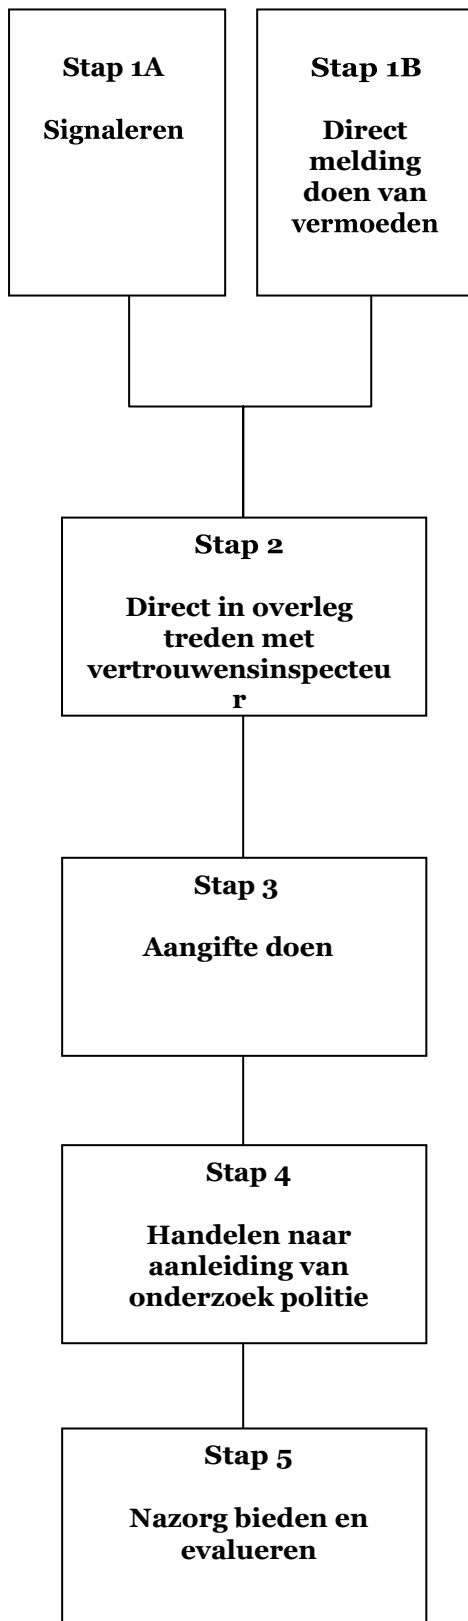 Stap 1A
Signaleren
Stap 1B
Direct
melding
doen van
vermoeden
Stap 2
Direct in overleg
treden met
vertrouwensinspecteu
r
Stap 3
Aangifte doen
Stap 4
Handelen naar
aanleiding van
onderzoek politie
Stap 5
Nazorg bieden en
evalueren